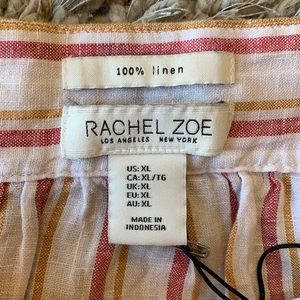 100% linen
RACHEL ZOE
LOS ANGELES NEW YORK
US: XL
CA: XL/TG
UK: XL
EU: XL
AU: XL
MADE IN
INDONESIA